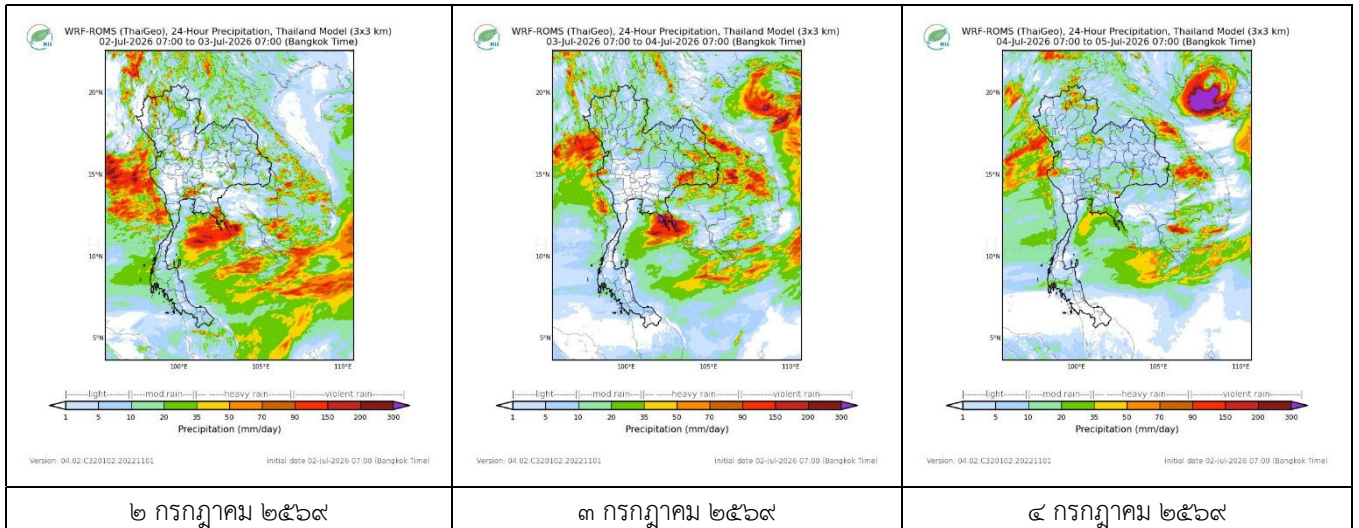 HII
WRF-ROMS (ThaiGeo), 24-Hour Precipitation, Thailand Model (3x3 km)
02-Jul-2026 07:00 to 03-Jul-2026 07:00 (Bangkok Time)
20°N
15°N
10°N
5°N
100°E 105°E 110°E
|-------light-------||----mod.rain----||------heavy rain------||-------violent rain-------|
1 5 10 20 35 50 70 90 150 200 300
Precipitation (mm/day)
Version: 04.02.C320102.20221101 initial date 02-Jul-2026 07:00 (Bangkok Time)
๒ กรกฎาคม ๒๕๖๙
HII
WRF-ROMS (ThaiGeo), 24-Hour Precipitation, Thailand Model (3x3 km)
03-Jul-2026 07:00 to 04-Jul-2026 07:00 (Bangkok Time)
20°N
15°N
10°N
5°N
100°E 105°E 110°E
|-------light-------||----mod.rain----||------heavy rain------||-------violent rain-------|
1 5 10 20 35 50 70 90 150 200 300
Precipitation (mm/day)
Version: 04.02.C320102.20221101 initial date 02-Jul-2026 07:00 (Bangkok Time)
๓ กรกฎาคม ๒๕๖๙
HII
WRF-ROMS (ThaiGeo), 24-Hour Precipitation, Thailand Model (3x3 km)
04-Jul-2026 07:00 to 05-Jul-2026 07:00 (Bangkok Time)
20°N
15°N
10°N
5°N
100°E 105°E 110°E
|-------light-------||----mod.rain----||------heavy rain------||-------violent rain-------|
1 5 10 20 35 50 70 90 150 200 300
Precipitation (mm/day)
Version: 04.02.C320102.20221101 initial date 02-Jul-2026 07:00 (Bangkok Time)
๔ กรกฎาคม ๒๕๖๙